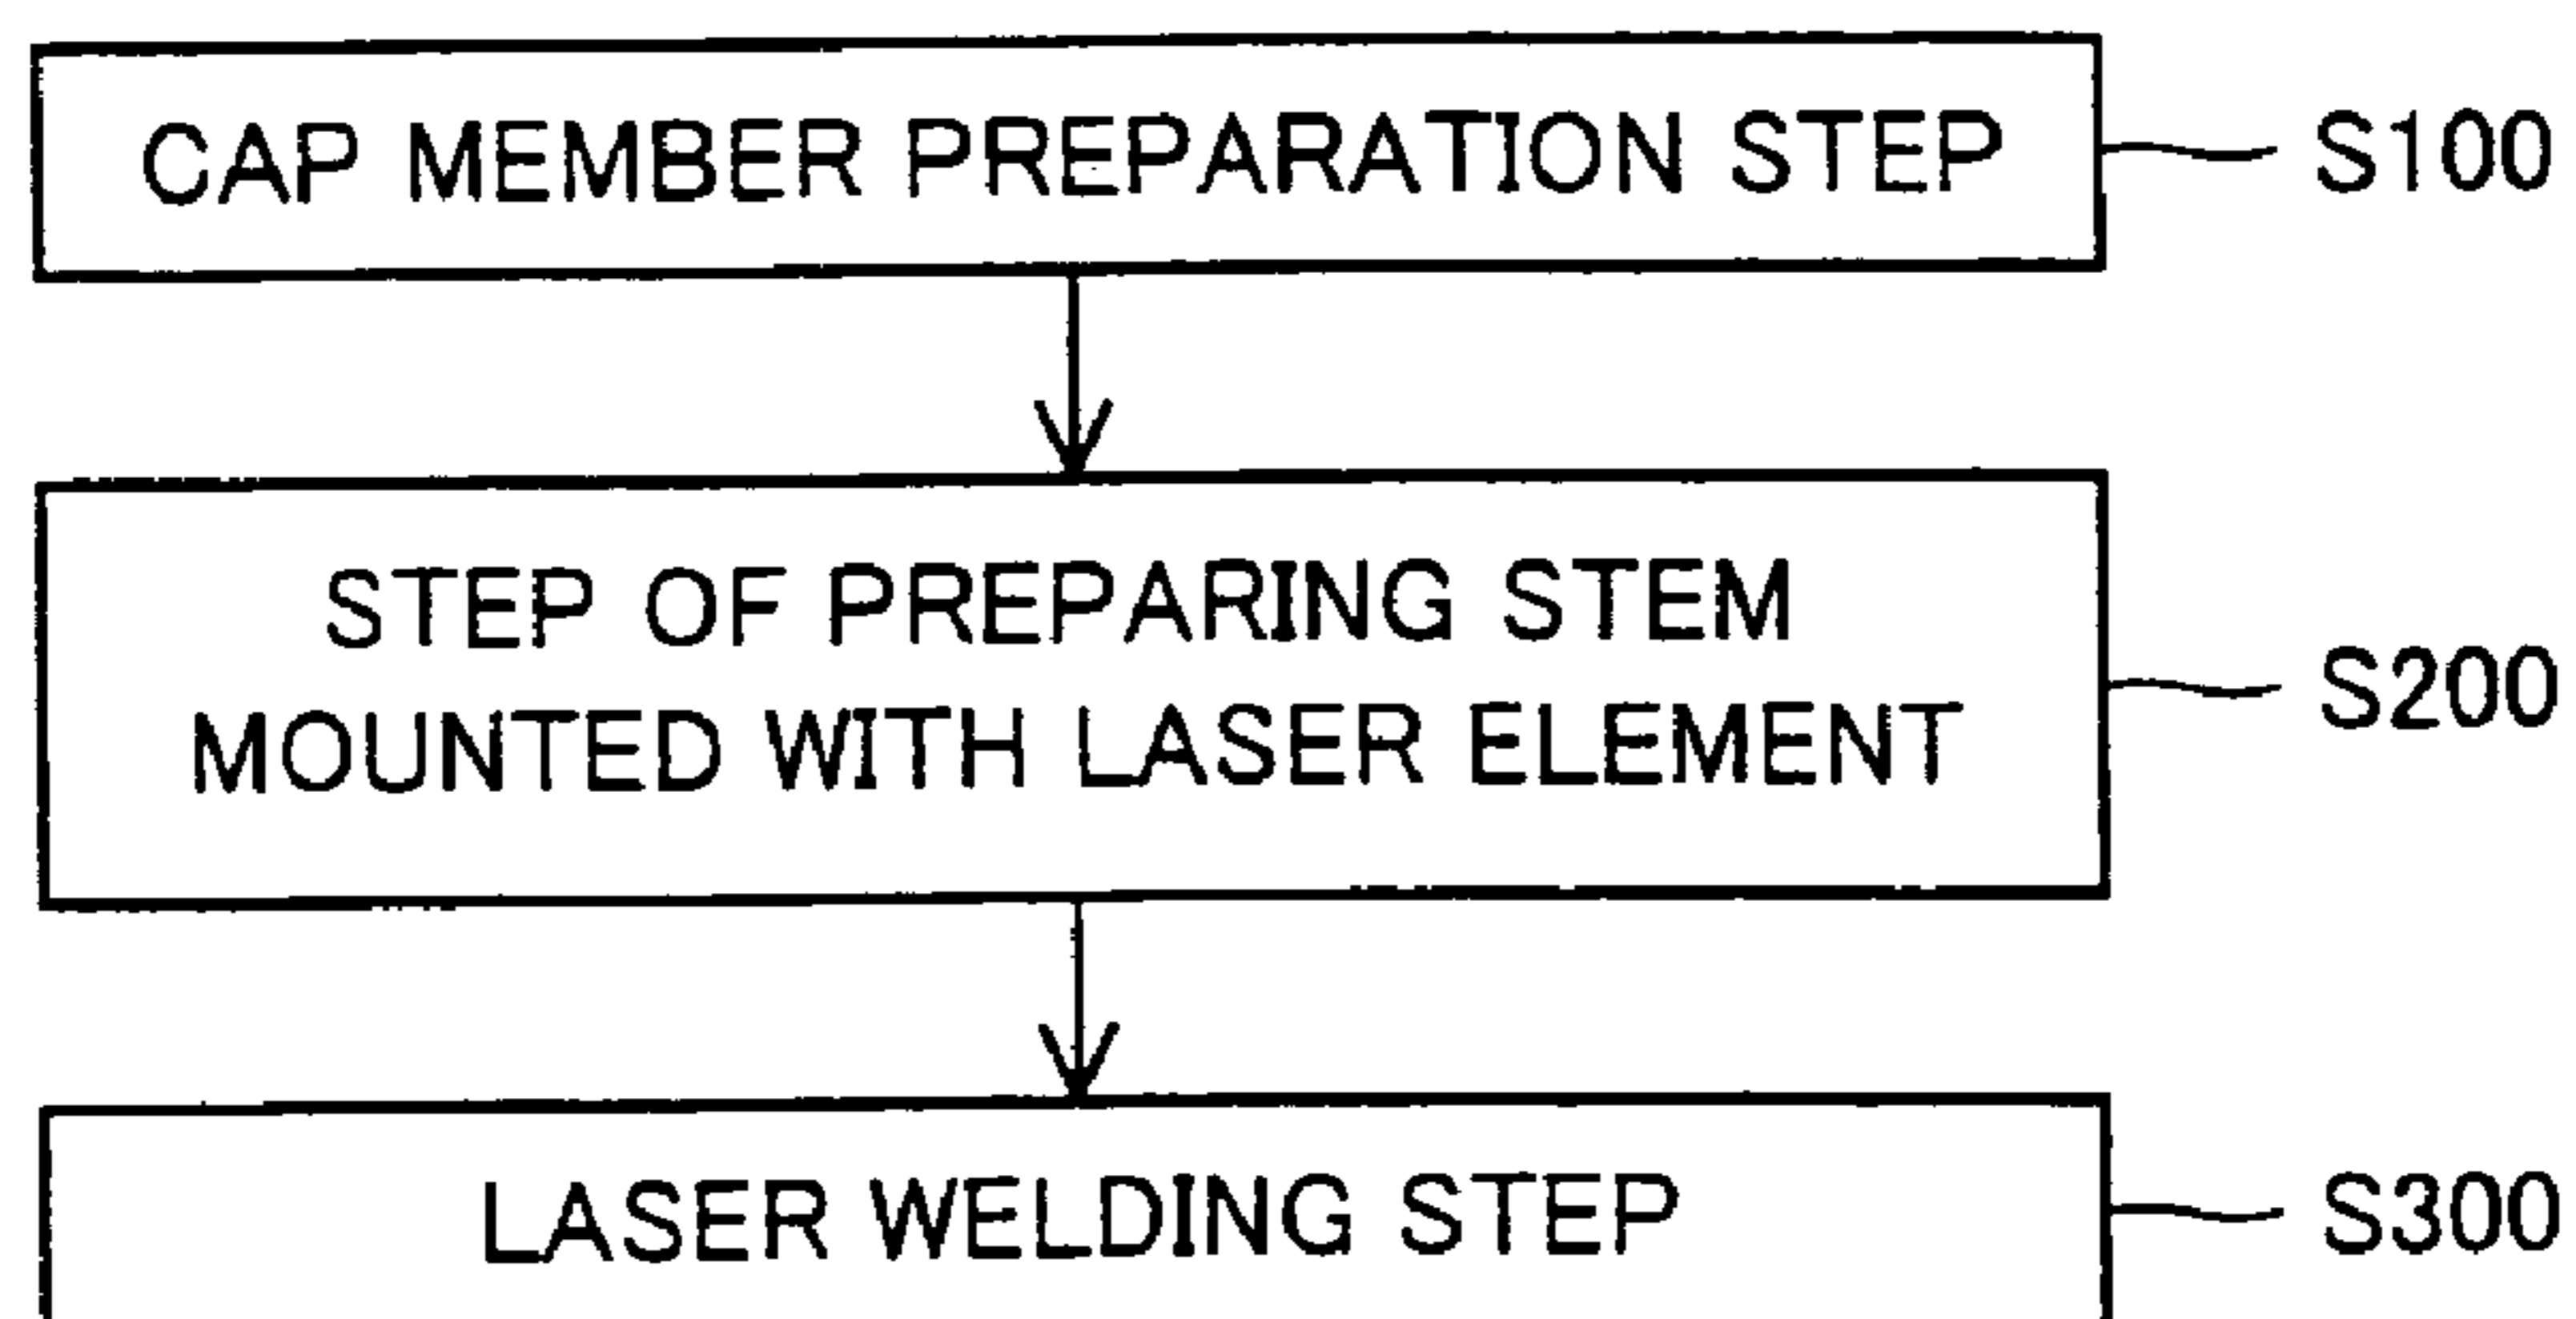 CAP MEMBER PREPARATION STEP
S100
STEP OF PREPARING STEM
MOUNTED WITH LASER ELEMENT
S200
LASER WELDING STEP
S300